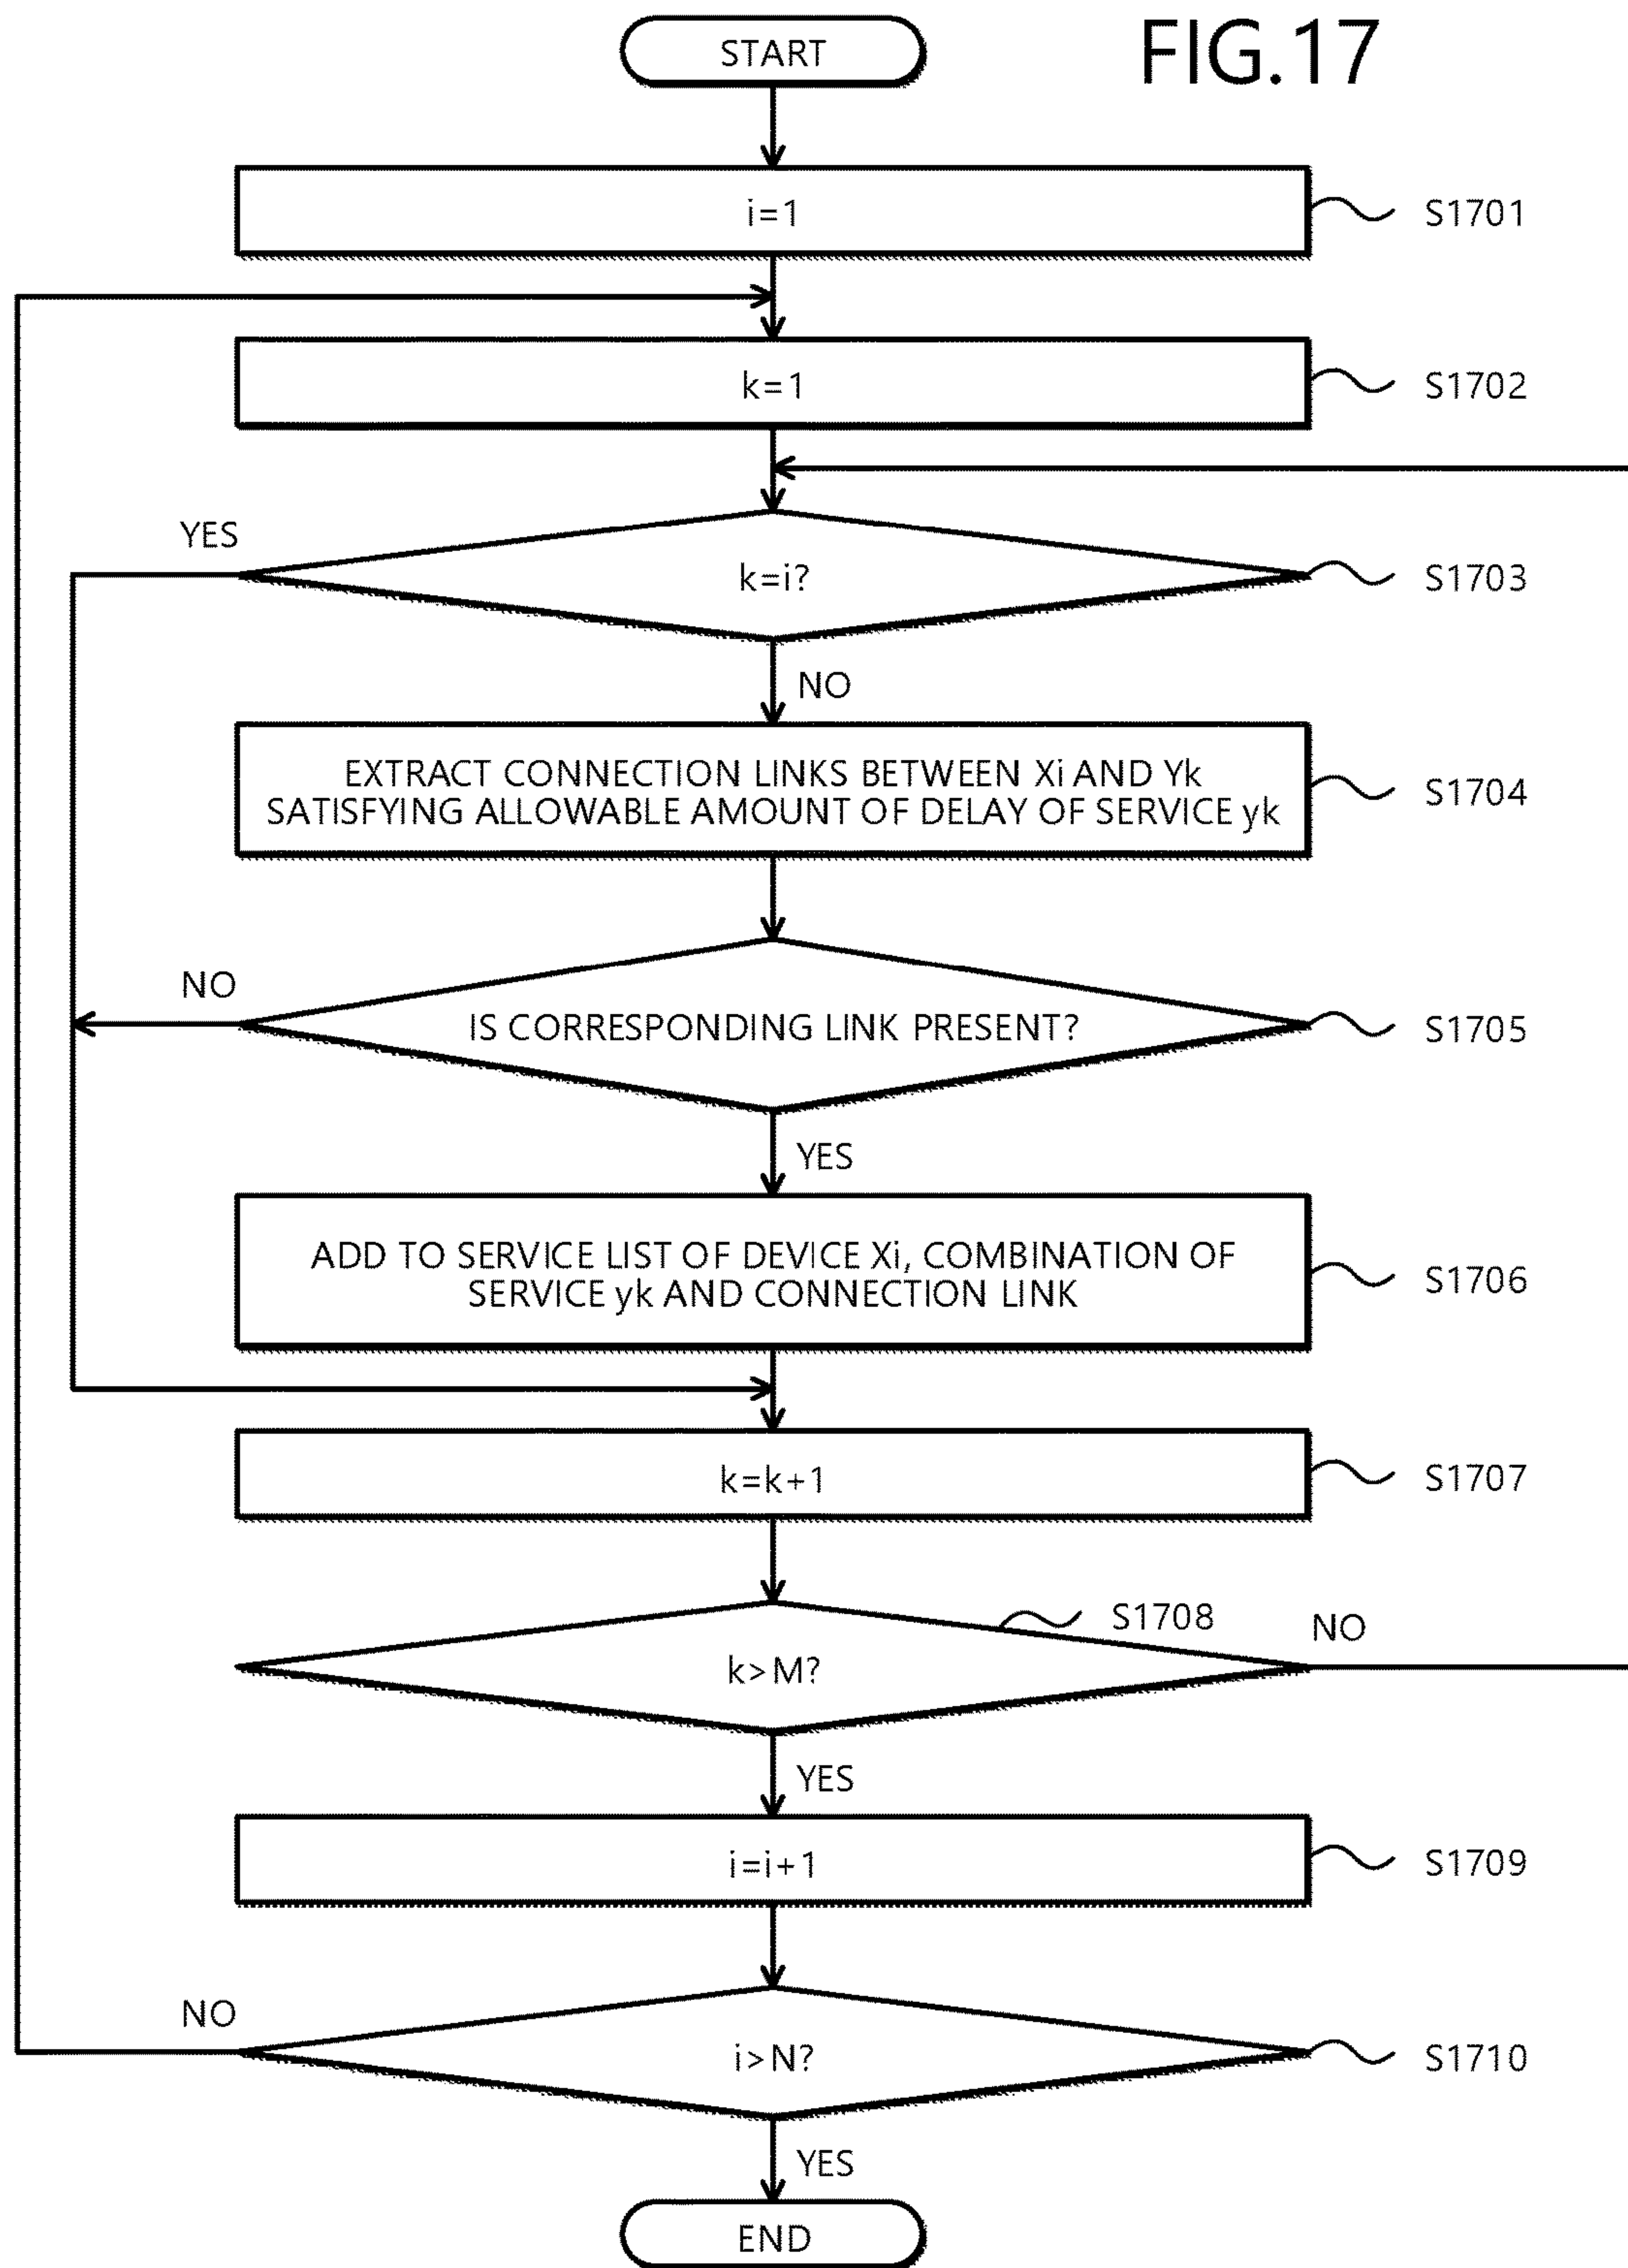 FIG.17
START
i=1
S1701
k=1
S1702
YES
k=i?
S1703
NO
EXTRACT CONNECTION LINKS BETWEEN Xi AND Yk
SATISFYING ALLOWABLE AMOUNT OF DELAY OF SERVICE yk
S1704
NO
IS CORRESPONDING LINK PRESENT?
S1705
YES
ADD TO SERVICE LIST OF DEVICE Xi, COMBINATION OF
SERVICE yk AND CONNECTION LINK
S1706
k=k+1
S1707
S1708
NO
k>M?
YES
i=i+1
S1709
NO
i>N?
S1710
YES
END